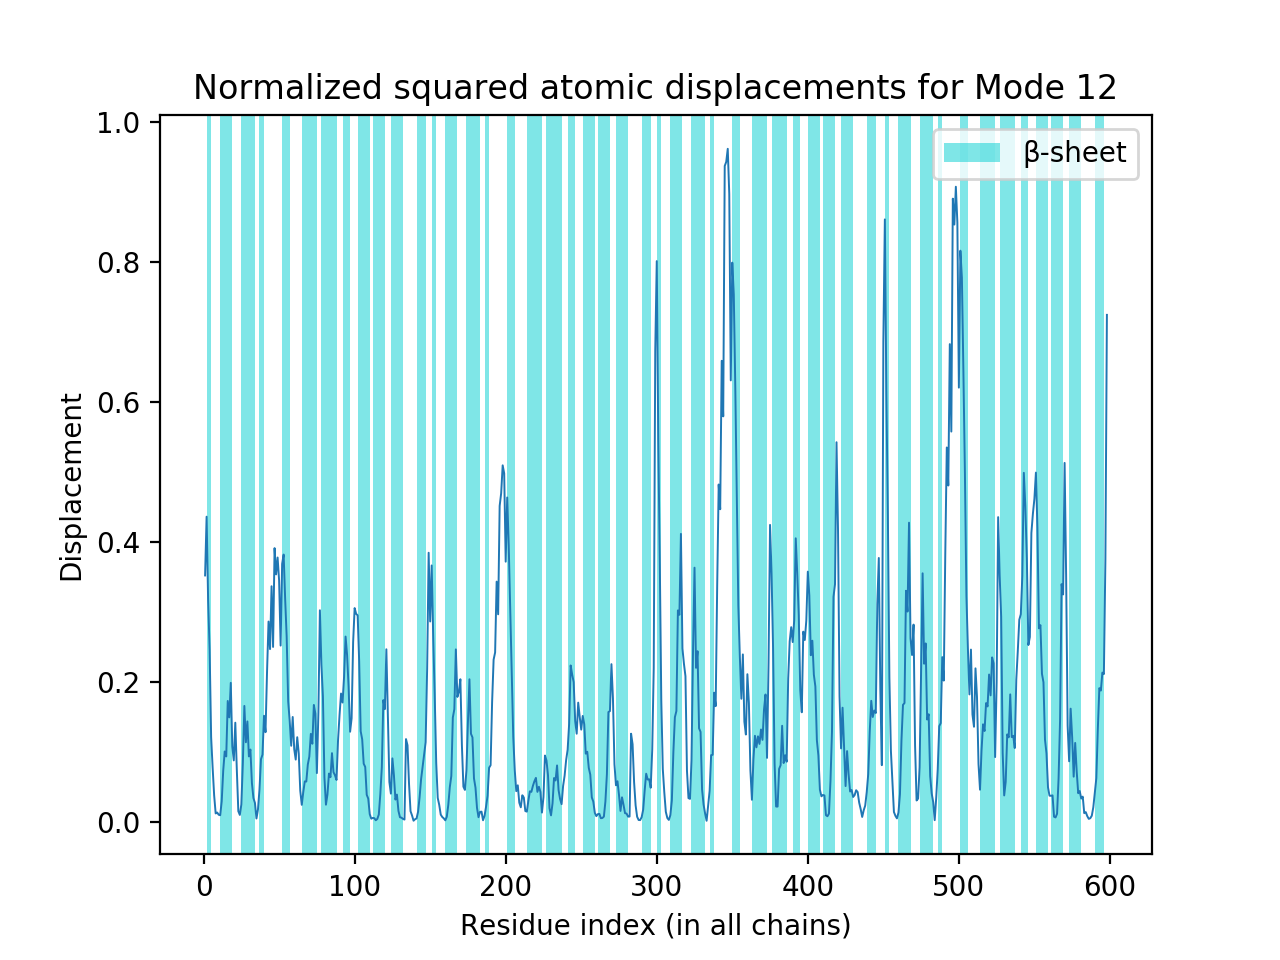 Normalized squared atomic displacements for Mode 12
β-sheet
Displacement
1.0
0.8
0.6
0.4
0.2
0.0
0 100 200 300 400 500 600
Residue index (in all chains)